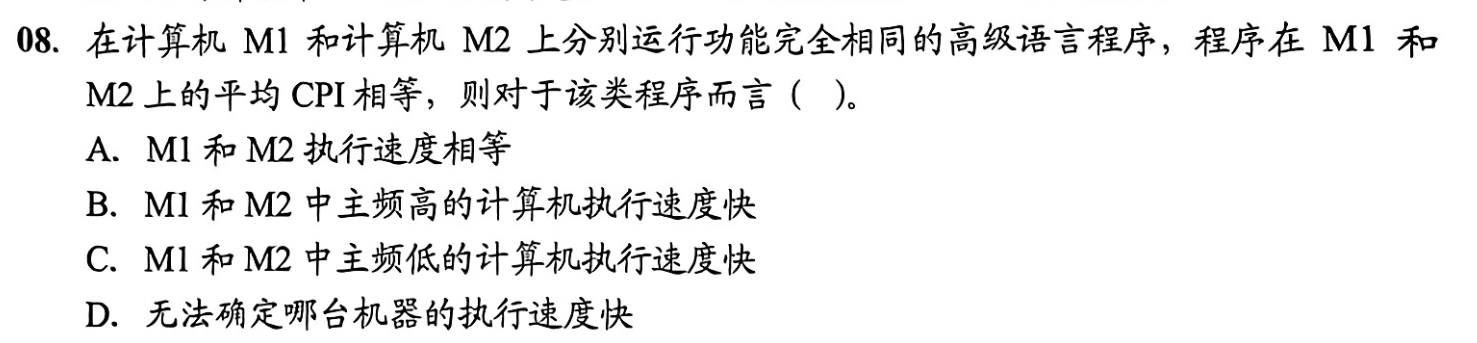 08. 在计算机 M1 和计算机 M2 上分别运行功能完全相同的高级语言程序，程序在 M1 和
M2 上的平均 CPI 相等，则对于该类程序而言（ ）。
A. M1 和 M2 执行速度相等
B. M1 和 M2 中主频高的计算机执行速度快
C. M1 和 M2 中主频低的计算机执行速度快
D. 无法确定哪台机器的执行速度快